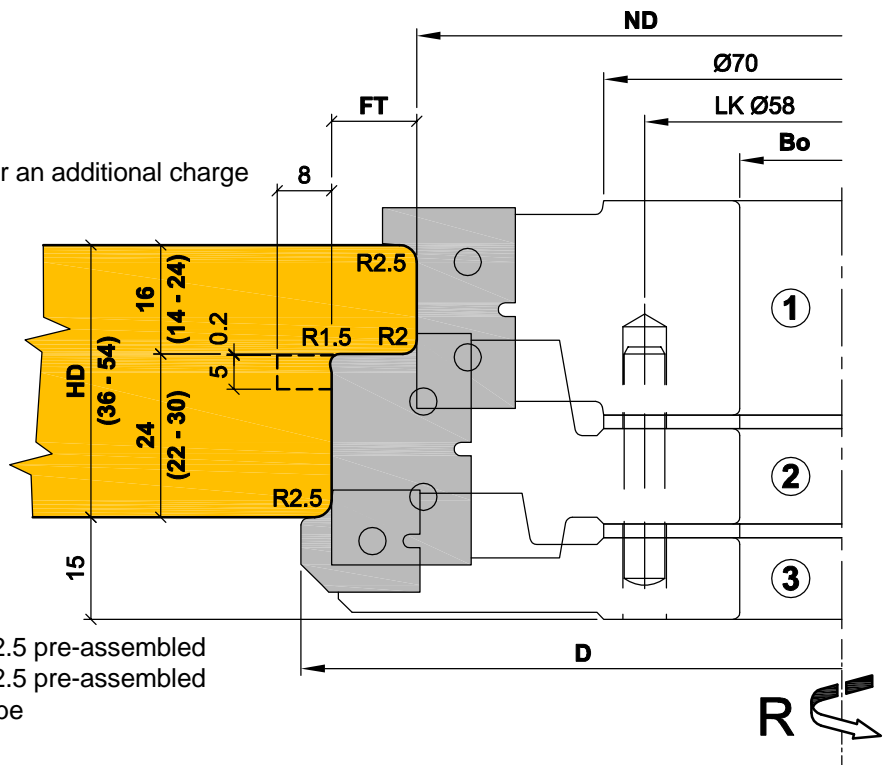 ND
Ø70
FT
LK Ø58
Bo
r an additional charge
8
R2.5
16
(14 - 24)
0.2
R1.5
R2
1
5
HD
(36 - 54)
24
(22 - 30)
2
R2.5
15
3
2.5 pre-assembled
D
2.5 pre-assembled
pe
R